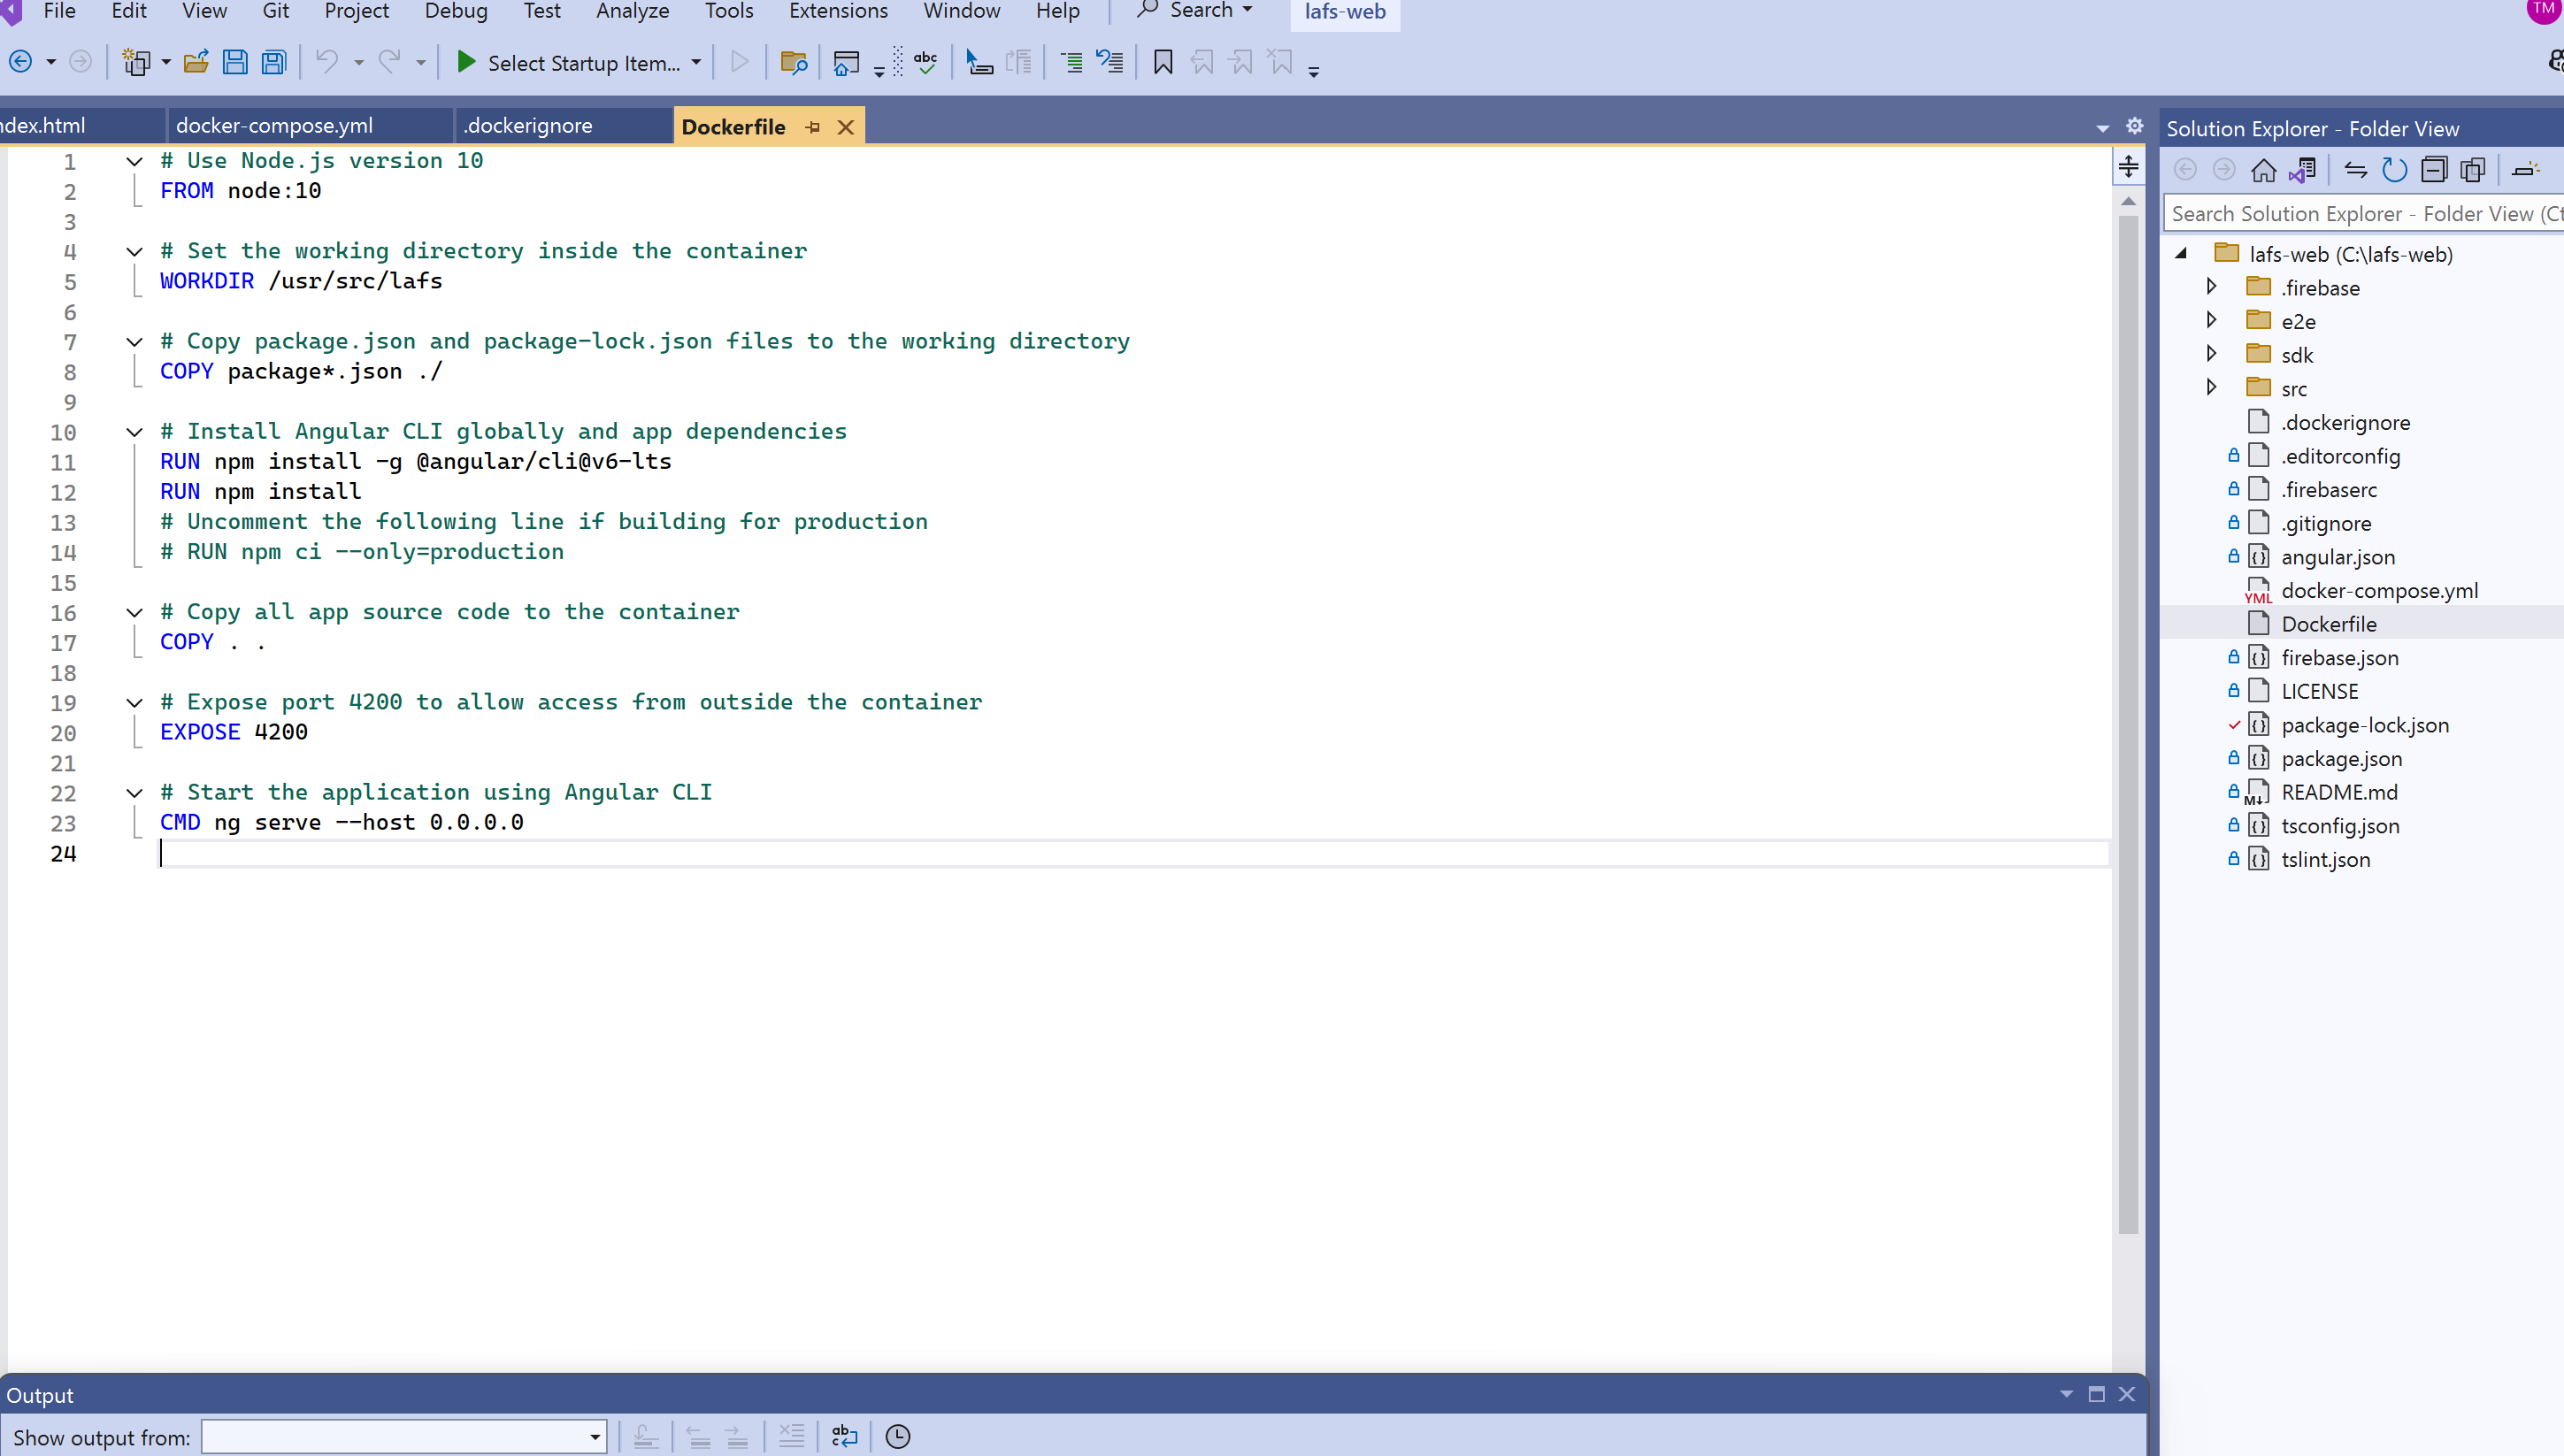 File Edit View Git Project Debug Test Analyze Tools Extensions Window Help Search lafs-web TM
Select Startup Item...
ndex.html docker-compose.yml .dockerignore Dockerfile
1 # Use Node.js version 10
2 FROM node:10
3
4 # Set the working directory inside the container
5 WORKDIR /usr/src/lafs
6
7 # Copy package.json and package-lock.json files to the working directory
8 COPY package*.json ./
9
10 # Install Angular CLI globally and app dependencies
11 RUN npm install -g @angular/cli@v6-lts
12 RUN npm install
13 # Uncomment the following line if building for production
14 # RUN npm ci --only=production
15
16 # Copy all app source code to the container
17 COPY . .
18
19 # Expose port 4200 to allow access from outside the container
20 EXPOSE 4200
21
22 # Start the application using Angular CLI
23 CMD ng serve --host 0.0.0.0
24
Output
Show output from:
Solution Explorer - Folder View
Search Solution Explorer - Folder View (Ct
lafs-web (C:\lafs-web)
.firebase
e2e
sdk
src
.dockerignore
.editorconfig
.firebaserc
.gitignore
angular.json
docker-compose.yml
Dockerfile
firebase.json
LICENSE
package-lock.json
package.json
README.md
tsconfig.json
tslint.json